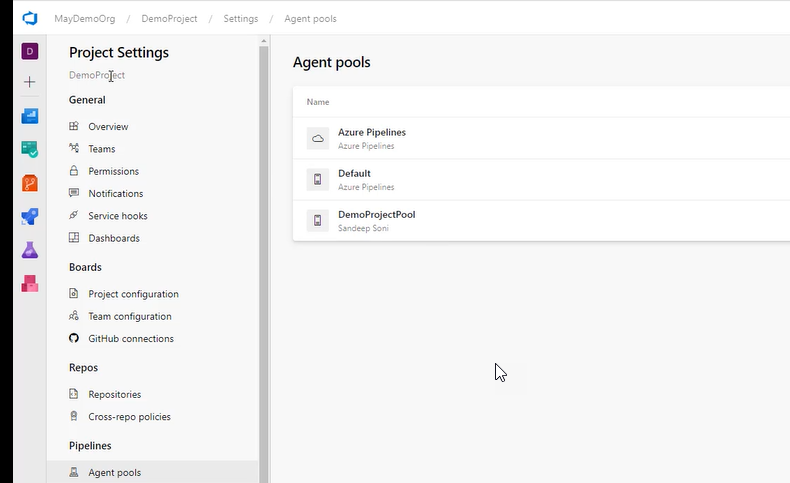 MayDemoOrg / DemoProject / Settings / Agent pools
D
Project Settings
DemoProject
General
Overview
Teams
Permissions
Notifications
Service hooks
Dashboards
Boards
Project configuration
Team configuration
GitHub connections
Repos
Repositories
Cross-repo policies
Pipelines
Agent pools
Agent pools
Name
Azure Pipelines
Azure Pipelines
Default
Azure Pipelines
DemoProjectPool
Sandeep Soni